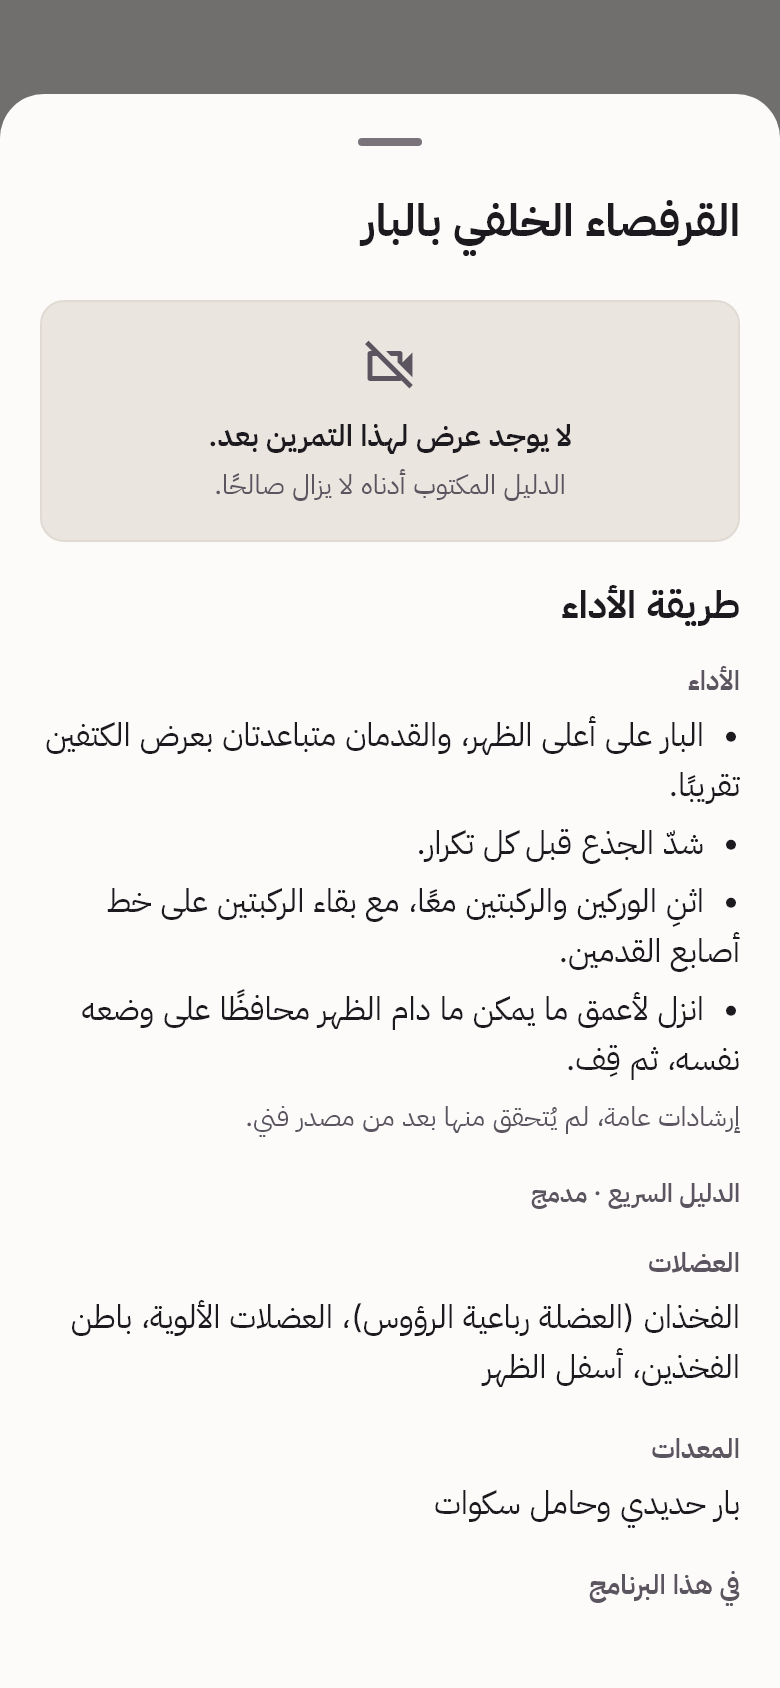 القرفصاء الخلفي بالبار
لا يوجد عرض لهذا التمرين بعد.
الدليل المكتوب أدناه لا يزال صالحًا.
طريقة الأداء
الأداء
• البار على أعلى الظهر، والقدمان متباعدتان بعرض الكتفين
تقريبًا.
• شدّ الجذع قبل كل تكرار.
• اثنِ الوركين والركبتين معًا، مع بقاء الركبتين على خط
أصابع القدمين.
• انزل لأعمق ما يمكن ما دام الظهر محافظًا على وضعه
نفسه، ثم قِف.
إرشادات عامة، لم يُتحقق منها بعد من مصدر فني.
الدليل السريع · مدمج
العضلات
الفخذان (العضلة رباعية الرؤوس)، العضلات الألوية، باطن
الفخذين، أسفل الظهر
المعدات
بار حديدي وحامل سكوات
في هذا البرنامج